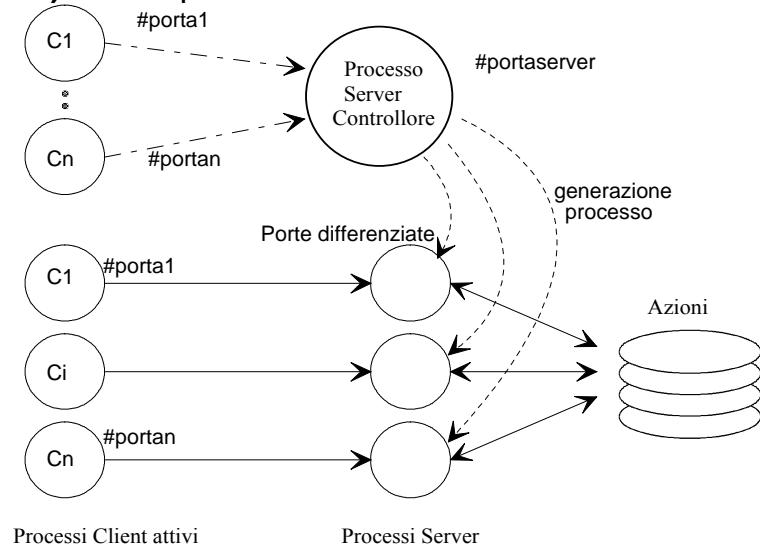 #porta1
C1
Processo
Server
Controllore
#portaserver
Cn
#portan
generazione
processo
Porte differenziate
C1
#porta1
Azioni
Ci
Cn
#portan
Processi Client attivi
Processi Server